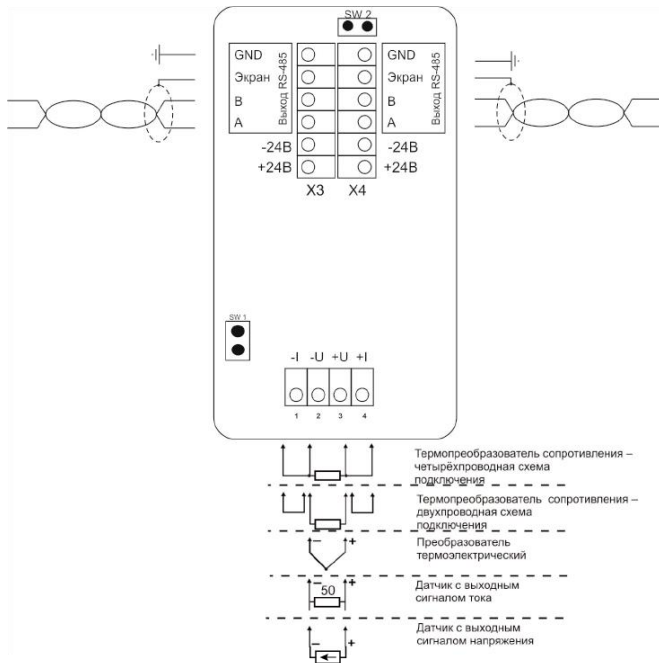 SW 2
GND
Экран
B
A
Выход RS-485
-24В
+24В
GND
Экран
B
A
Выход RS-485
-24В
+24В
X3
X4
SW 1
-I -U +U +I
1 2 3 4
Термопреобразователь сопротивления –
четырёхпроводная схема
подключения
Термопреобразователь сопротивления –
двухпроводная схема
подключения
– +
Преобразователь
термоэлектрический
– +
50
Датчик с выходным
сигналом тока
– +
Датчик с выходным
сигналом напряжения